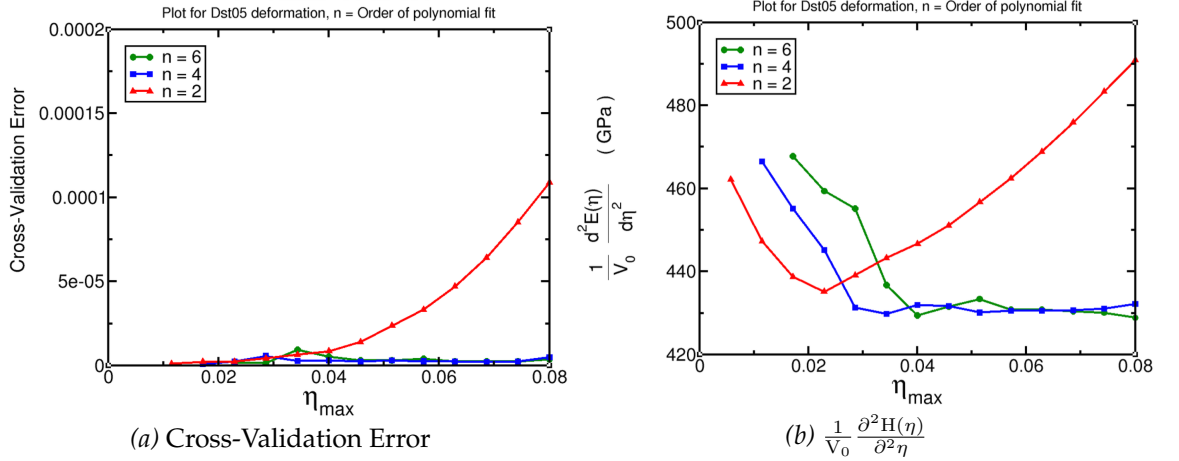 Plot for Dst05 deformation, n = Order of polynomial fit
Cross-Validation Error
0.0002
0.00015
0.0001
5e-05
0
n = 6
n = 4
n = 2
0 0.02 0.04 0.06 0.08
ηmax
(a) Cross-Validation Error
Plot for Dst05 deformation, n = Order of polynomial fit
1/V₀ d²E(η)/dη² ( GPa )
500
480
460
440
420
n = 6
n = 4
n = 2
0 0.02 0.04 0.06 0.08
ηmax
(b) 1/V₀ ∂²H(η)/∂²η